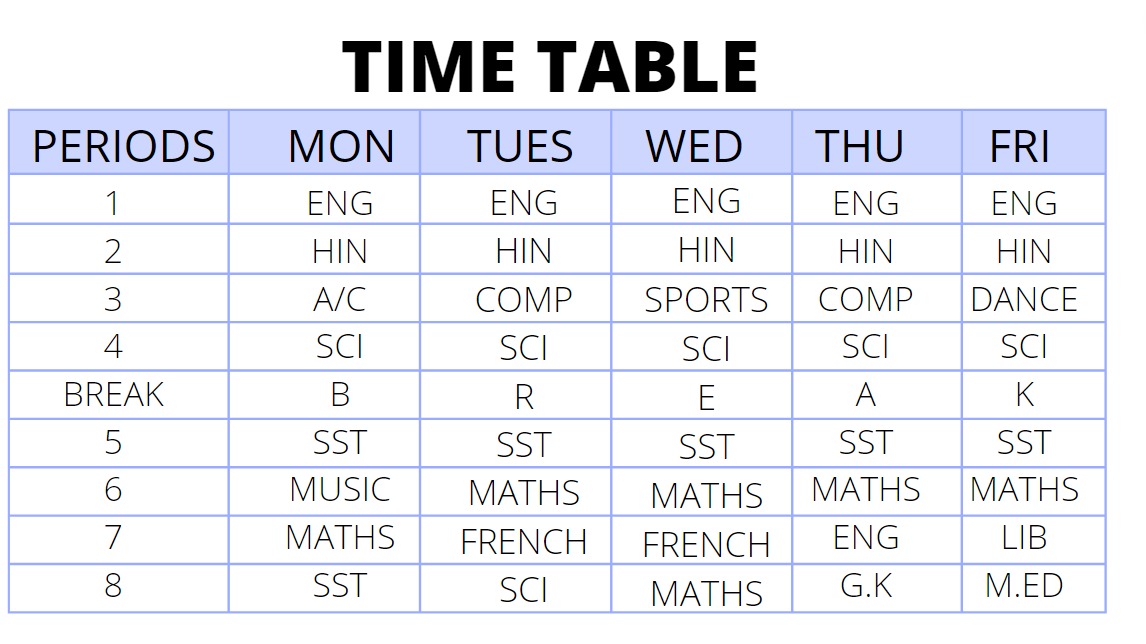 TIME TABLE
PERIODS MON TUES WED THU FRI
1 ENG ENG ENG ENG ENG
2 HIN HIN HIN HIN HIN
3 A/C COMP SPORTS COMP DANCE
4 SCI SCI SCI SCI SCI
BREAK B R E A K
5 SST SST SST SST SST
6 MUSIC MATHS MATHS MATHS MATHS
7 MATHS FRENCH FRENCH ENG LIB
8 SST SCI MATHS G.K M.ED